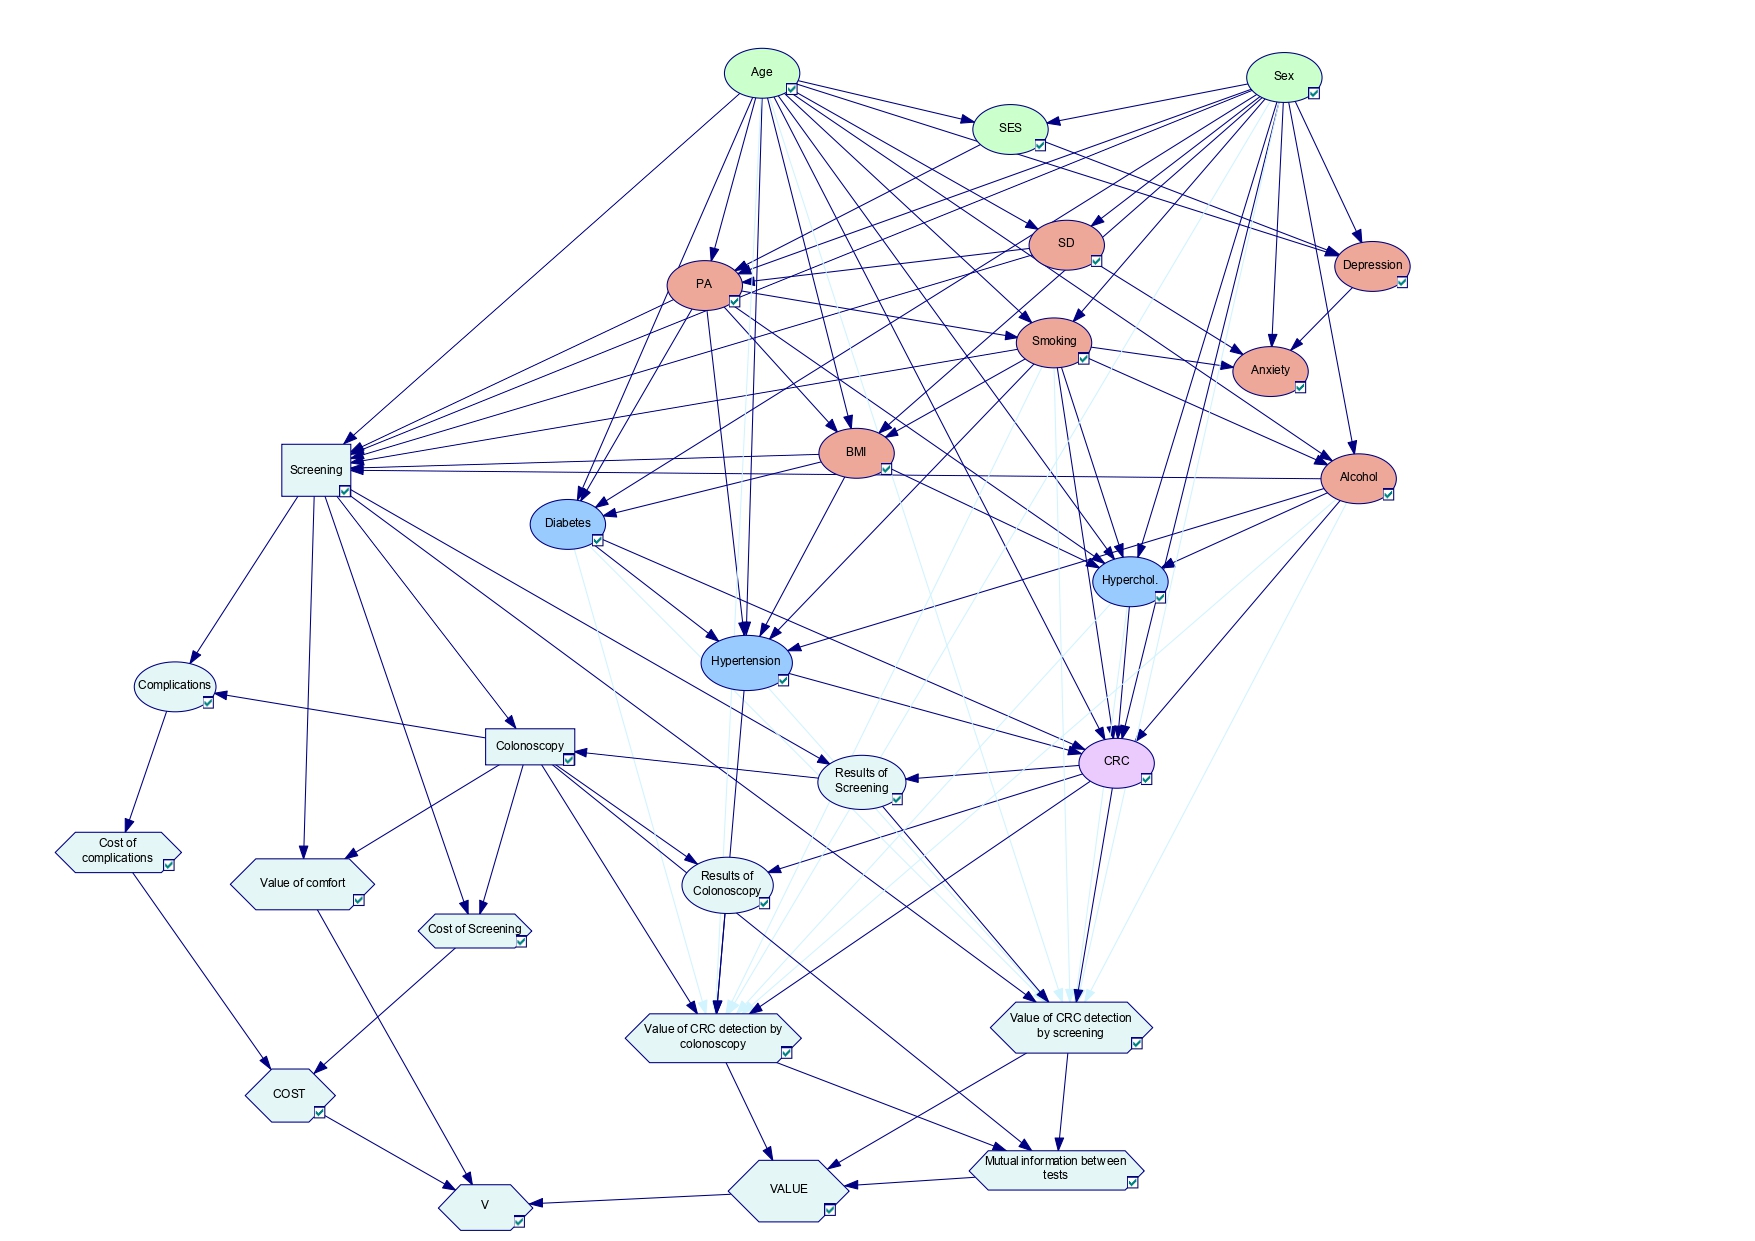 Age
Sex
SES
SD
Depression
PA
Smoking
Anxiety
BMI
Screening
Alcohol
Diabetes
Hyperchol.
Hypertension
Complications
Colonoscopy
CRC
Results of
Screening
Cost of
complications
Value of comfort
Results of
Colonoscopy
Cost of Screening
Value of CRC detection by
colonoscopy
Value of CRC detection
by screening
COST
Mutual information between
tests
VALUE
V